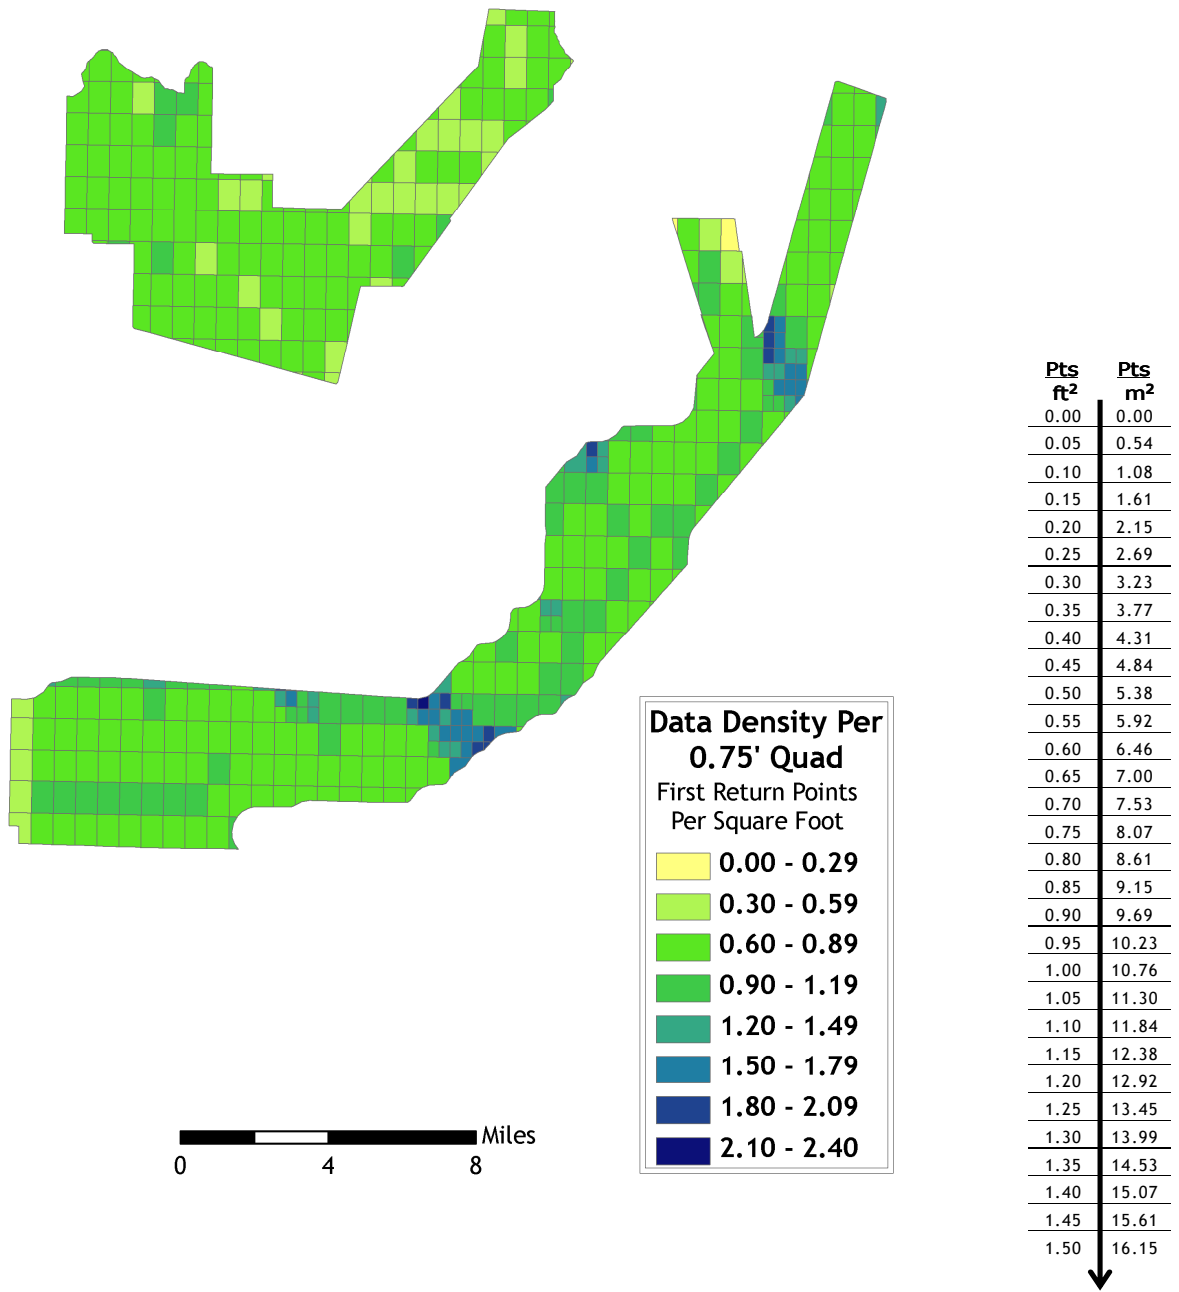 Data Density Per
0.75' Quad
First Return Points
Per Square Foot
0.00 - 0.29
0.30 - 0.59
0.60 - 0.89
0.90 - 1.19
1.20 - 1.49
1.50 - 1.79
1.80 - 2.09
2.10 - 2.40
Miles
0 4 8
Pts Pts
ft² m²
0.00 0.00
0.05 0.54
0.10 1.08
0.15 1.61
0.20 2.15
0.25 2.69
0.30 3.23
0.35 3.77
0.40 4.31
0.45 4.84
0.50 5.38
0.55 5.92
0.60 6.46
0.65 7.00
0.70 7.53
0.75 8.07
0.80 8.61
0.85 9.15
0.90 9.69
0.95 10.23
1.00 10.76
1.05 11.30
1.10 11.84
1.15 12.38
1.20 12.92
1.25 13.45
1.30 13.99
1.35 14.53
1.40 15.07
1.45 15.61
1.50 16.15